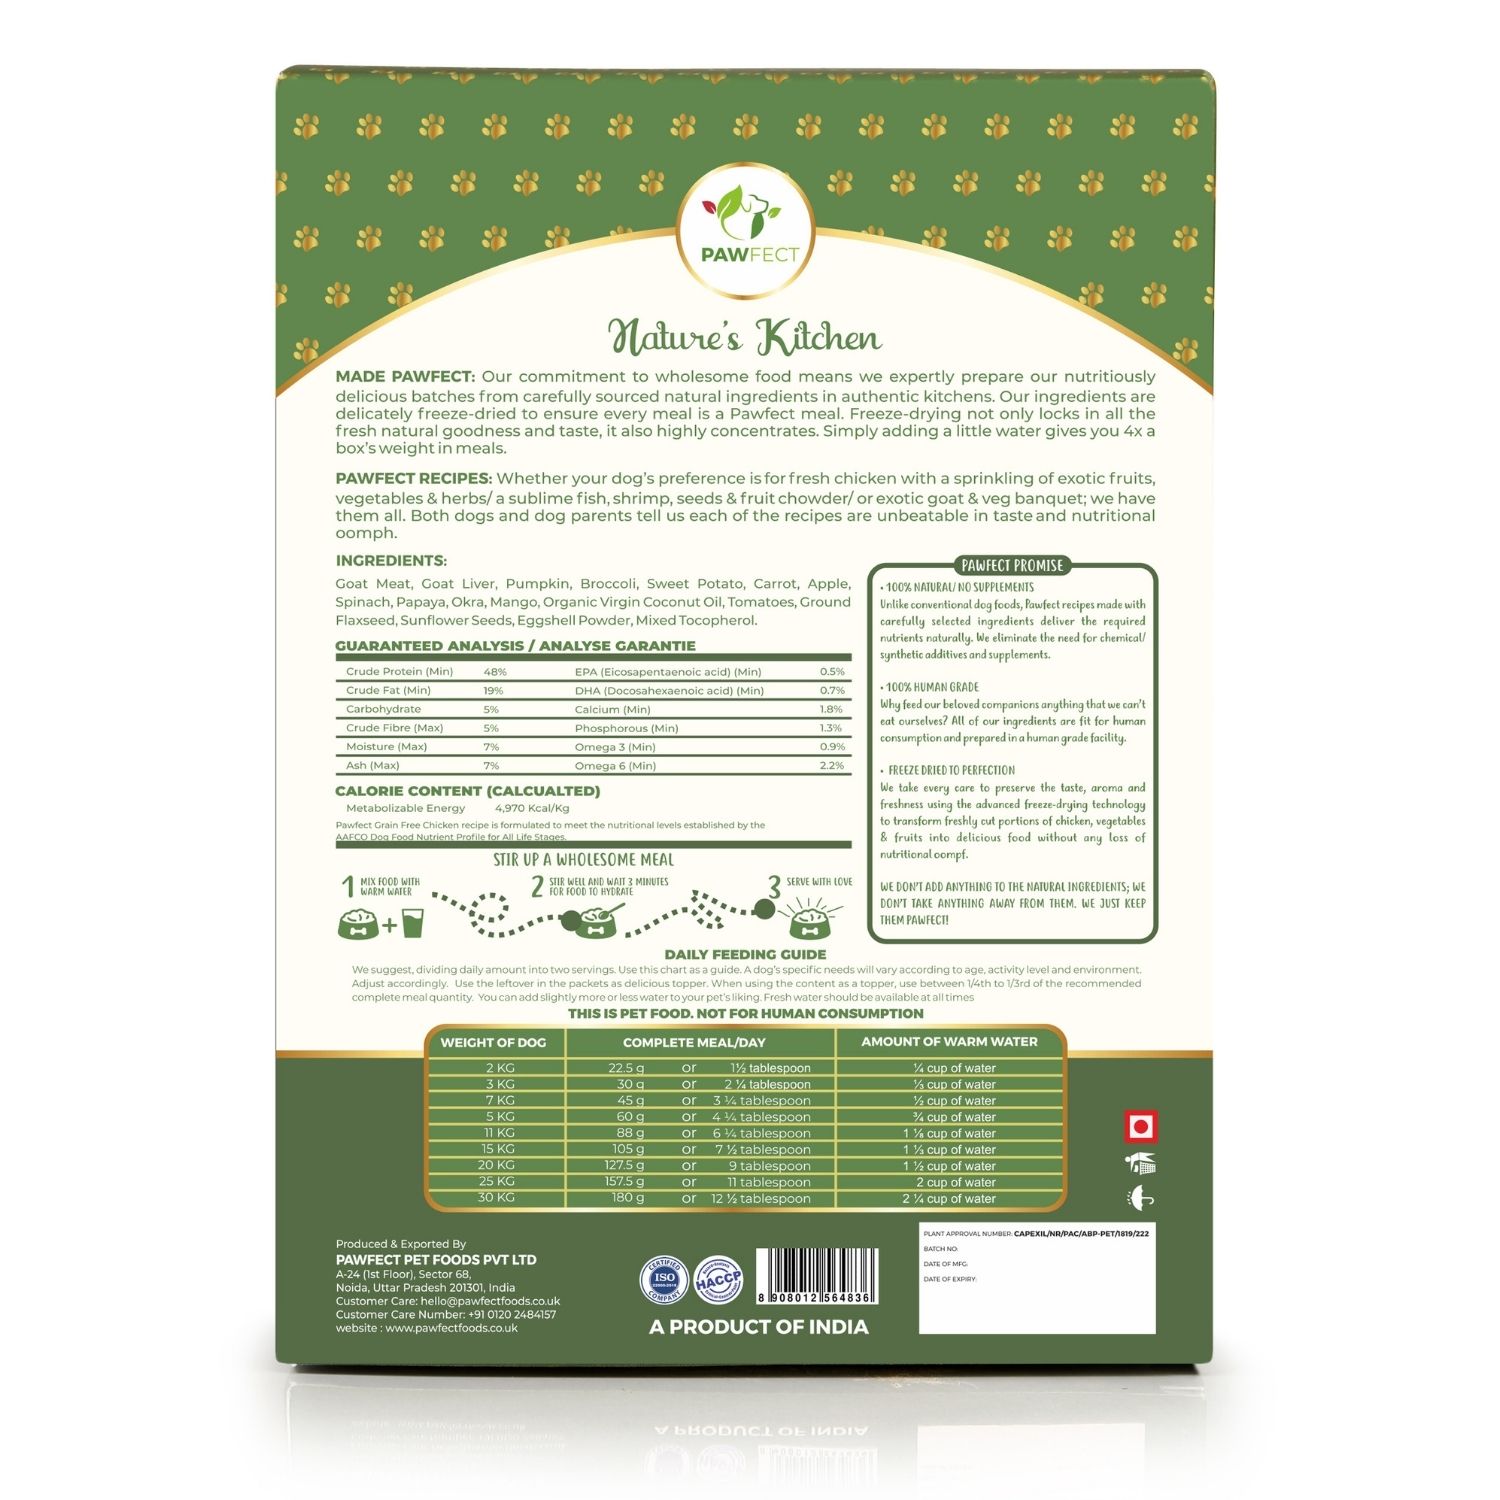 PAWFECT
Nature's Kitchen
MADE PAWFECT: Our commitment to wholesome food means we expertly prepare our nutritiously
delicious batches from carefully sourced natural ingredients in authentic kitchens. Our ingredients are
delicately freeze-dried to ensure every meal is a Pawfect meal. Freeze-drying not only locks in all the
fresh natural goodness and taste, it also highly concentrates. Simply adding a little water gives you 4x a
box's weight in meals.
PAWFECT RECIPES: Whether your dog's preference is for fresh chicken with a sprinkling of exotic fruits,
vegetables & herbs/ a sublime fish, shrimp, seeds & fruit chowder/ or exotic goat & veg banquet; we have
them all. Both dogs and dog parents tell us each of the recipes are unbeatable in taste and nutritional
oomph.
INGREDIENTS:
Goat Meat, Goat Liver, Pumpkin, Broccoli, Sweet Potato, Carrot, Apple,
Spinach, Papaya, Okra, Mango, Organic Virgin Coconut Oil, Tomatoes, Ground
Flaxseed, Sunflower Seeds, Eggshell Powder, Mixed Tocopherol.
GUARANTEED ANALYSIS / ANALYSE GARANTIE
Crude Protein (Min) 48% EPA (Eicosapentaenoic acid) (Min) 0.5%
Crude Fat (Min) 19% DHA (Docosahexaenoic acid) (Min) 0.7%
Carbohydrate 5% Calcium (Min) 1.8%
Crude Fibre (Max) 5% Phosphorous (Min) 1.3%
Moisture (Max) 7% Omega 3 (Min) 0.9%
Ash (Max) 7% Omega 6 (Min) 2.2%
CALORIE CONTENT (CALCUALTED)
Metabolizable Energy 4,970 Kcal/Kg
Pawfect Grain Free Chicken recipe is formulated to meet the nutritional levels established by the
AAFCO Dog Food Nutrient Profile for All Life Stages.
STIR UP A WHOLESOME MEAL
1 MIX FOOD WITH
WARM WATER
2 STIR WELL AND WAIT 3 MINUTES
FOR FOOD TO HYDRATE
3 SERVE WITH LOVE
PAWFECT PROMISE
• 100% NATURAL/ NO SUPPLEMENTS
Unlike conventional dog foods, Pawfect recipes made with
carefully selected ingredients deliver the required
nutrients naturally. We eliminate the need for chemical/
synthetic additives and supplements.
• 100% HUMAN GRADE
Why feed our beloved companions anything that we can't
eat ourselves? All of our ingredients are fit for human
consumption and prepared in a human grade facility.
• FREEZE DRIED TO PERFECTION
We take every care to preserve the taste, aroma and
freshness using the advanced freeze-drying technology
to transform freshly cut portions of chicken, vegetables
& fruits into delicious food without any loss of
nutritional oompf.
WE DON'T ADD ANYTHING TO THE NATURAL INGREDIENTS; WE
DON'T TAKE ANYTHING AWAY FROM THEM. WE JUST KEEP
THEM PAWFECT!
DAILY FEEDING GUIDE
We suggest, dividing daily amount into two servings. Use this chart as a guide. A dog's specific needs will vary according to age, activity level and environment.
Adjust accordingly. Use the leftover in the packets as delicious topper. When using the content as a topper, use between 1/4th to 1/3rd of the recommended
complete meal quantity. You can add slightly more or less water to your pet's liking. Fresh water should be available at all times
THIS IS PET FOOD. NOT FOR HUMAN CONSUMPTION
WEIGHT OF DOG COMPLETE MEAL/DAY AMOUNT OF WARM WATER
2 KG 22.5 g or 1½ tablespoon ¼ cup of water
3 KG 30 g or 2 ¼ tablespoon ⅓ cup of water
7 KG 45 g or 3 ¼ tablespoon ½ cup of water
5 KG 60 g or 4 ¼ tablespoon ¾ cup of water
11 KG 88 g or 6 ¼ tablespoon 1 ⅛ cup of water
15 KG 105 g or 7 ½ tablespoon 1 ⅓ cup of water
20 KG 127.5 g or 9 tablespoon 1 ½ cup of water
25 KG 157.5 g or 11 tablespoon 2 cup of water
30 KG 180 g or 12 ½ tablespoon 2 ¼ cup of water
Produced & Exported By
PAWFECT PET FOODS PVT LTD
A-24 (1st Floor), Sector 68,
Noida, Uttar Pradesh 201301, India
Customer Care: hello@pawfectfoods.co.uk
Customer Care Number: +91 0120 2484157
website : www.pawfectfoods.co.uk
CERTIFIED
ISO
COMPANY
HACCP
8 908012 564836
A PRODUCT OF INDIA
PLANT APPROVAL NUMBER: CAPEXIL/NR/PAC/ABP-PET/1819/222
BATCH NO:
DATE OF MFG:
DATE OF EXPIRY: